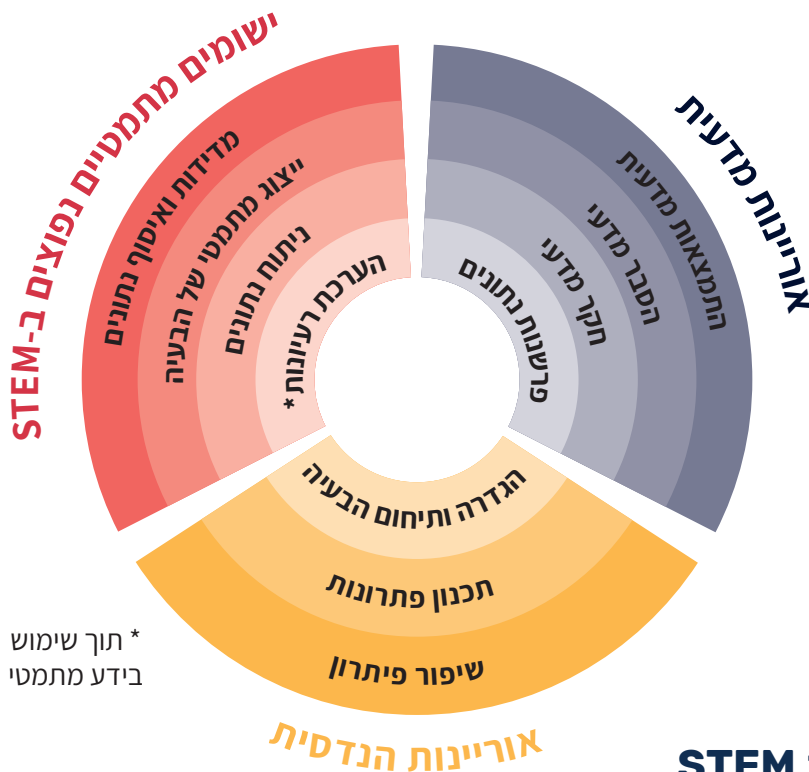 אוריינות מדעית
התמצאות מדעית
הסבר מדעי
חקר מדעי
פרשנות נתונים
ישומים מתמטיים נפוצים ב-STEM
מדידות ואיסוף נתונים
ייצוג מתמטי של הבעיה
ניתוח נתונים
הערכת רעיונות *
הגדרה ותיחום הבעיה
תכנון פתרונות
שיפור פיתרון
אוריינות הנדסית
* תוך שימוש
בידע מתמטי
STEM